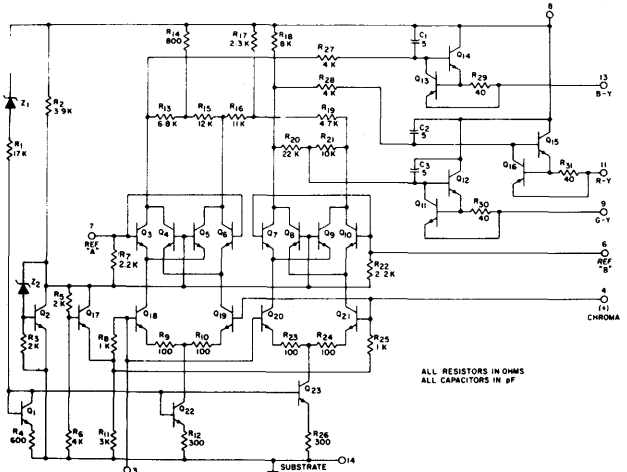 8
R14
800
R17
2.3K
R18
8K
C1
5
R27
4K
Q14
Q13
R29
40
13
B-Y
Z1
R2
3.9K
R28
4K
R1
17K
R13
6.8K
R15
12K
R16
11K
R19
4.7K
C2
5
Q15
R20
22K
R21
10K
C3
5
Q12
Q16
R31
40
11
R-Y
Q11
R30
40
9
G-Y
7
REF
"A"
Q3
Q4
Q5
Q6
Q7
Q8
Q9
Q10
R7
2.2K
R22
2.2K
6
REF
"B"
Z2
Q2
R5
2K
Q17
Q18
Q19
Q20
Q21
4
(+)
CHROMA
R3
2K
R8
1K
R9
100
R10
100
R23
100
R24
100
R25
1K
ALL RESISTORS IN OHMS
ALL CAPACITORS IN pF
Q1
R4
600
R6
4K
R11
3K
Q22
R12
300
Q23
R26
300
14
3
SUBSTRATE